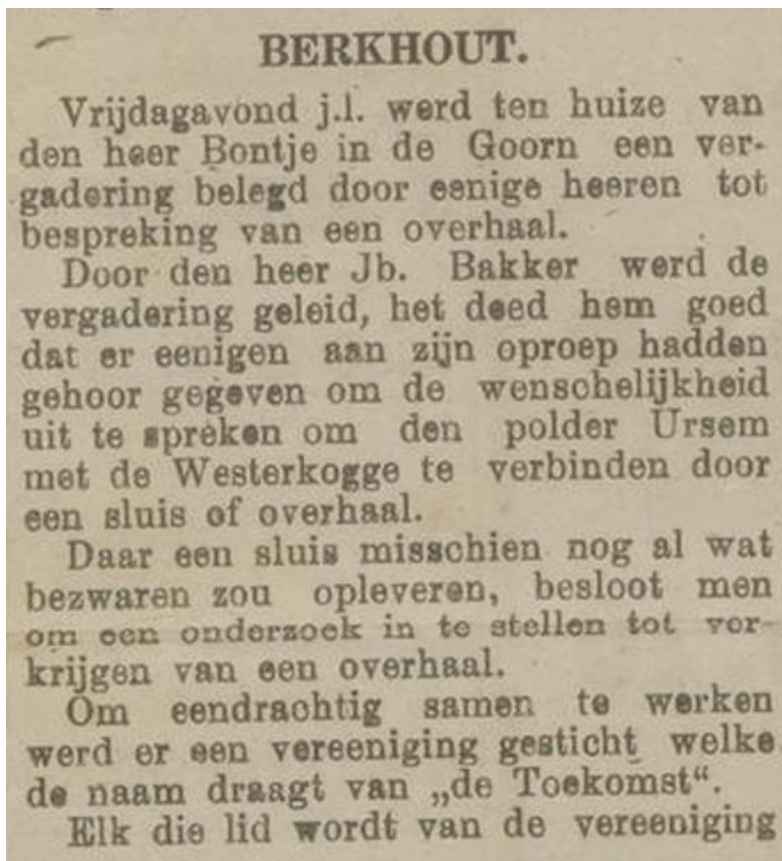 BERKHOUT.
Vrijdagavond j.l. werd ten huize van
den heer Bontje in de Goorn een ver-
gadering belegd door eenige heeren tot
bespreking van een overhaal.
Door den heer Jb. Bakker werd de
vergadering geleid, het deed hem goed
dat er eenigen aan zijn oproep hadden
gehoor gegeven om de wenschelijkheid
uit te spreken om den polder Ursem
met de Westerkogge te verbinden door
een sluis of overhaal.
Daar een sluis misschien nog al wat
bezwaren zou opleveren, besloot men
om een onderzoek in te stellen tot ver-
krijgen van een overhaal.
Om eendrachtig samen te werken
werd er een vereeniging gesticht welke
de naam draagt van „de Toekomst“.
Elk die lid wordt van de vereeniging